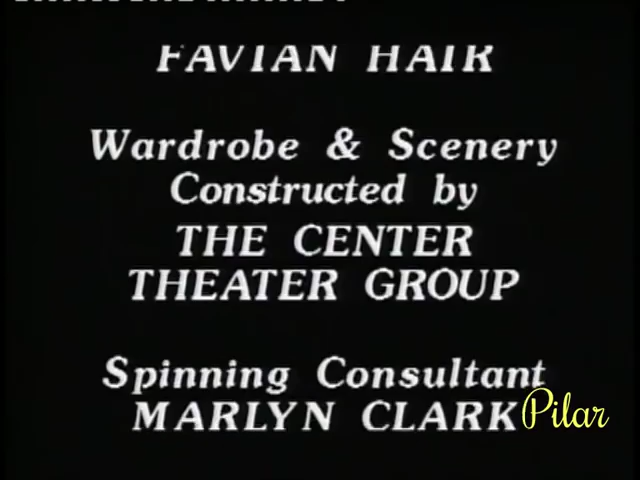 FAVIAN HAIR
Wardrobe & Scenery
Constructed by
THE CENTER
THEATER GROUP
Spinning Consultant
MARLYN CLARK
Pilar